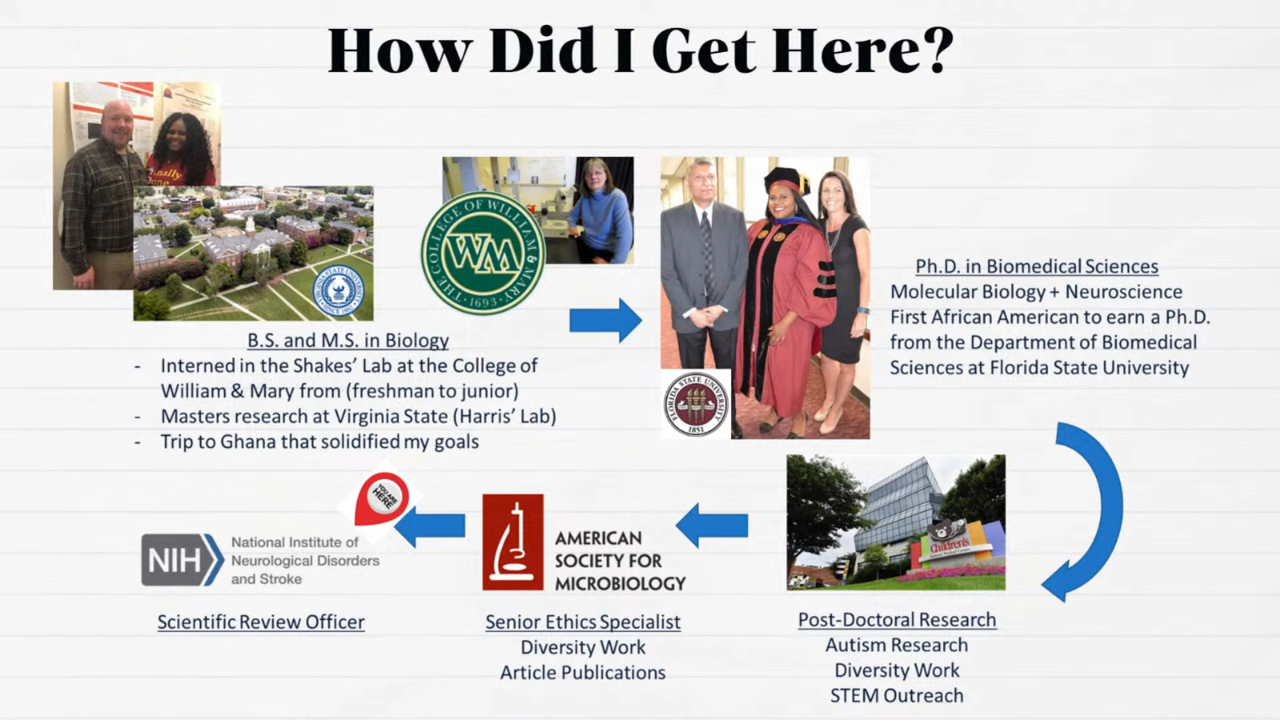 How Did I Get Here?
THE COLLEGE OF WILLIAM & MARY
WM
· 1693 ·
B.S. and M.S. in Biology
- Interned in the Shakes’ Lab at the College of
William & Mary from (freshman to junior)
- Masters research at Virginia State (Harris’ Lab)
- Trip to Ghana that solidified my goals
FLORIDA STATE UNIVERSITY
1851
Ph.D. in Biomedical Sciences
Molecular Biology + Neuroscience
First African American to earn a Ph.D.
from the Department of Biomedical
Sciences at Florida State University
Children's
Post-Doctoral Research
Autism Research
Diversity Work
STEM Outreach
AMERICAN
SOCIETY FOR
MICROBIOLOGY
Senior Ethics Specialist
Diversity Work
Article Publications
YOU ARE
HERE
NIH
National Institute of
Neurological Disorders
and Stroke
Scientific Review Officer